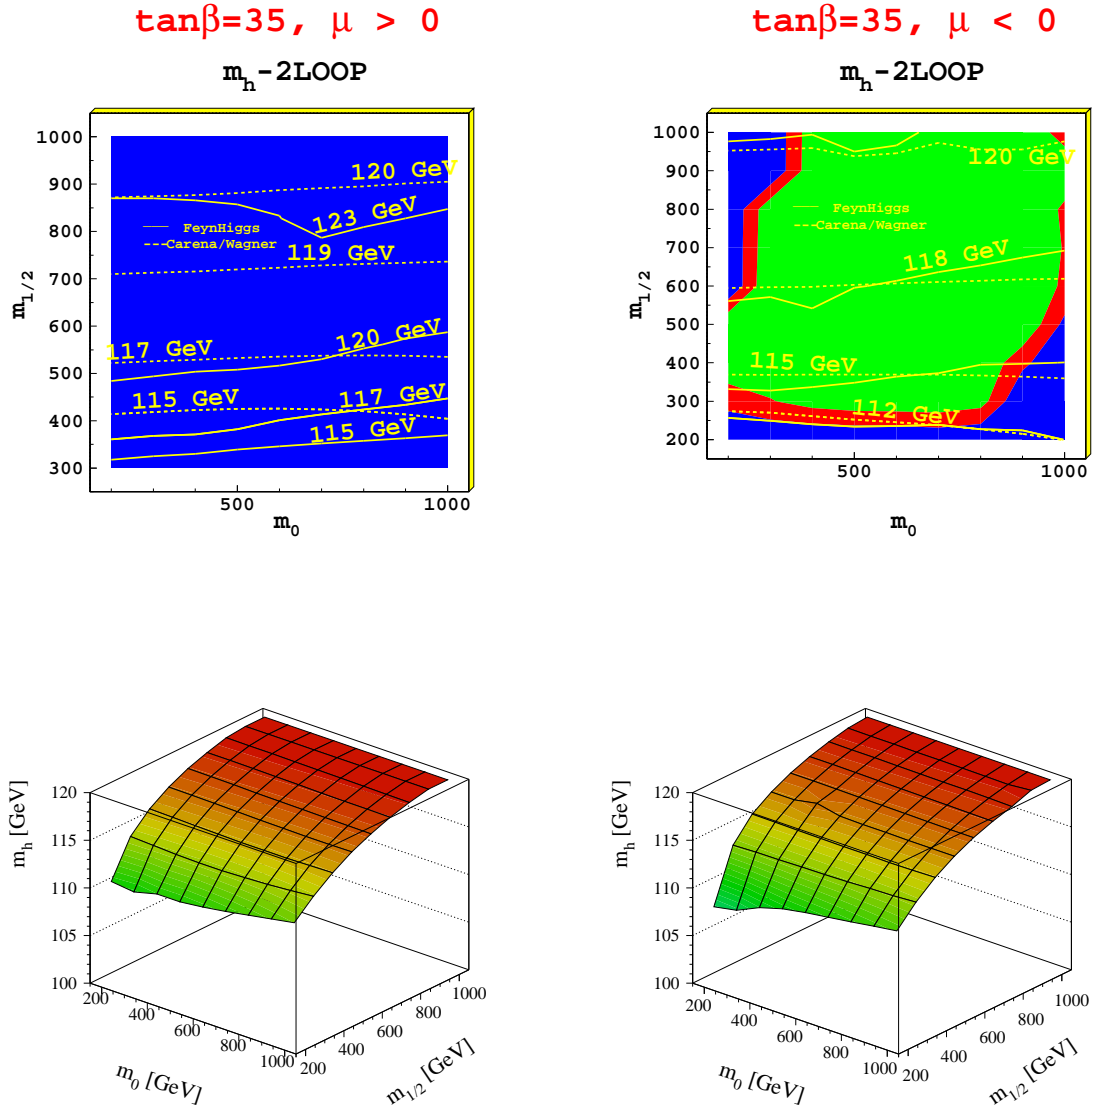 tanβ=35, μ > 0
tanβ=35, μ < 0
m_h-2LOOP
m_h-2LOOP
m_1/2
1000
900
800
700
600
500
400
300
120 GeV
123 GeV
FeynHiggs
Carena/Wagner
119 GeV
120 GeV
117 GeV
117 GeV
115 GeV
115 GeV
500
1000
m_0
m_1/2
1000
900
800
700
600
500
400
300
200
120 GeV
FeynHiggs
Carena/Wagner
118 GeV
115 GeV
112 GeV
500
1000
m_0
m_h [GeV]
120
115
110
105
100
200
400
600
800
1000
m_0 [GeV]
200
400
600
800
1000
m_1/2 [GeV]
m_h [GeV]
120
115
110
105
100
200
400
600
800
1000
m_0 [GeV]
200
400
600
800
1000
m_1/2 [GeV]